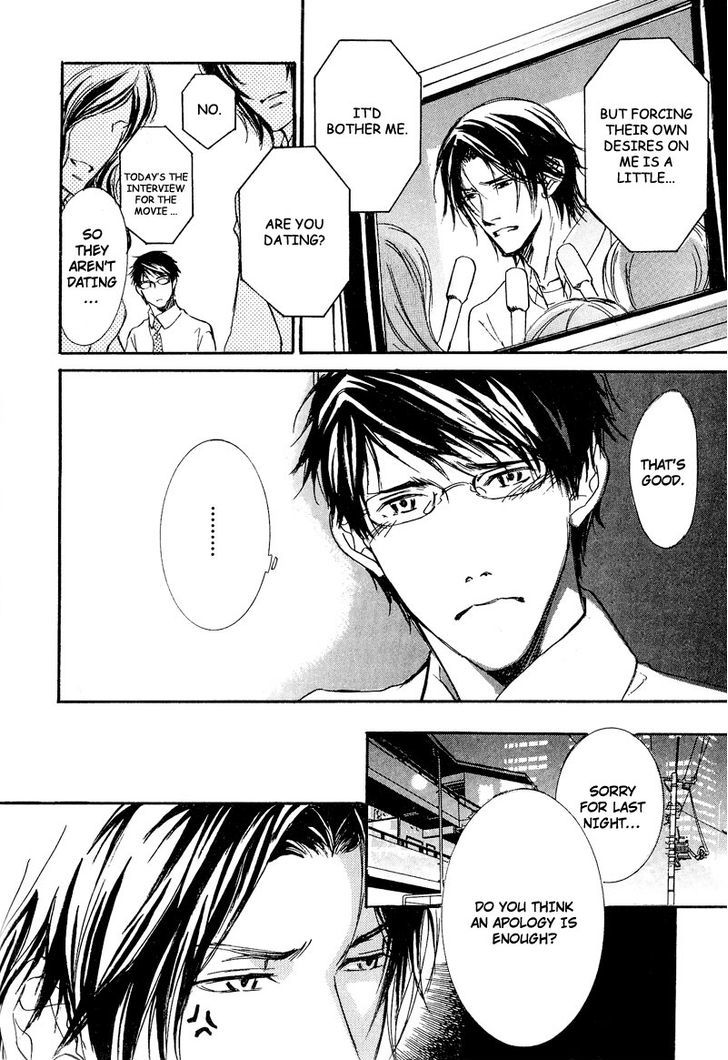 BUT FORCING
THEIR OWN
DESIRES ON
ME IS A
LITTLE...
IT'D
BOTHER ME.
ARE YOU
DATING?
NO.
TODAY'S THE
INTERVIEW
FOR THE
MOVIE ...
SO
THEY
AREN'T
DATING
...
THAT'S
GOOD.
.........
SORRY
FOR LAST
NIGHT...
DO YOU THINK
AN APOLOGY IS
ENOUGH?